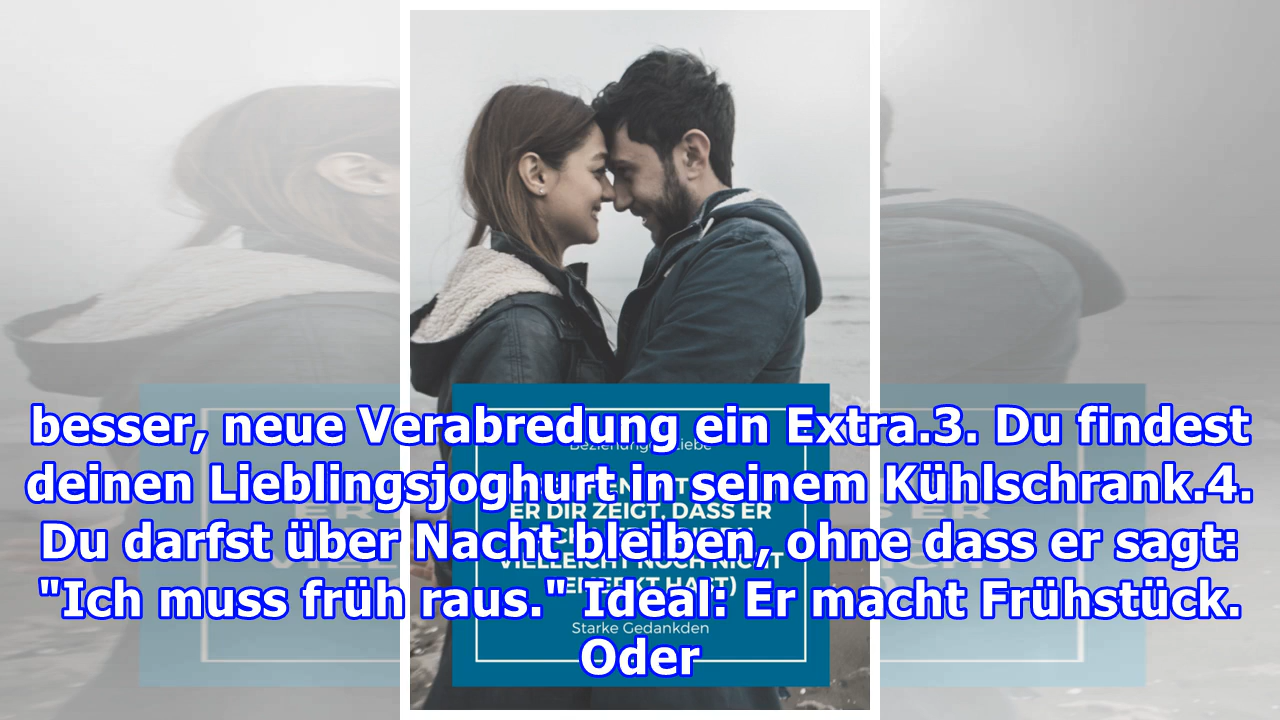 besser, neue Verabredung ein Extra.3. Du findest
Beziehung Liebe
deinen Lieblingsjoghurt in seinem Kühlschrank.4.
ER DIR ZEIGT, DASS ER
Du darfst über Nacht bleiben, ohne dass er sagt:
VIELLEICHT NOCH NICHT
"Ich muss früh raus." Ideal: Er macht Frühstück.
HAST)
Starke Gedankden
Oder